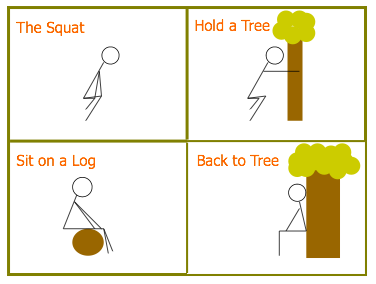 The Squat
Hold a Tree
Sit on a Log
Back to Tree